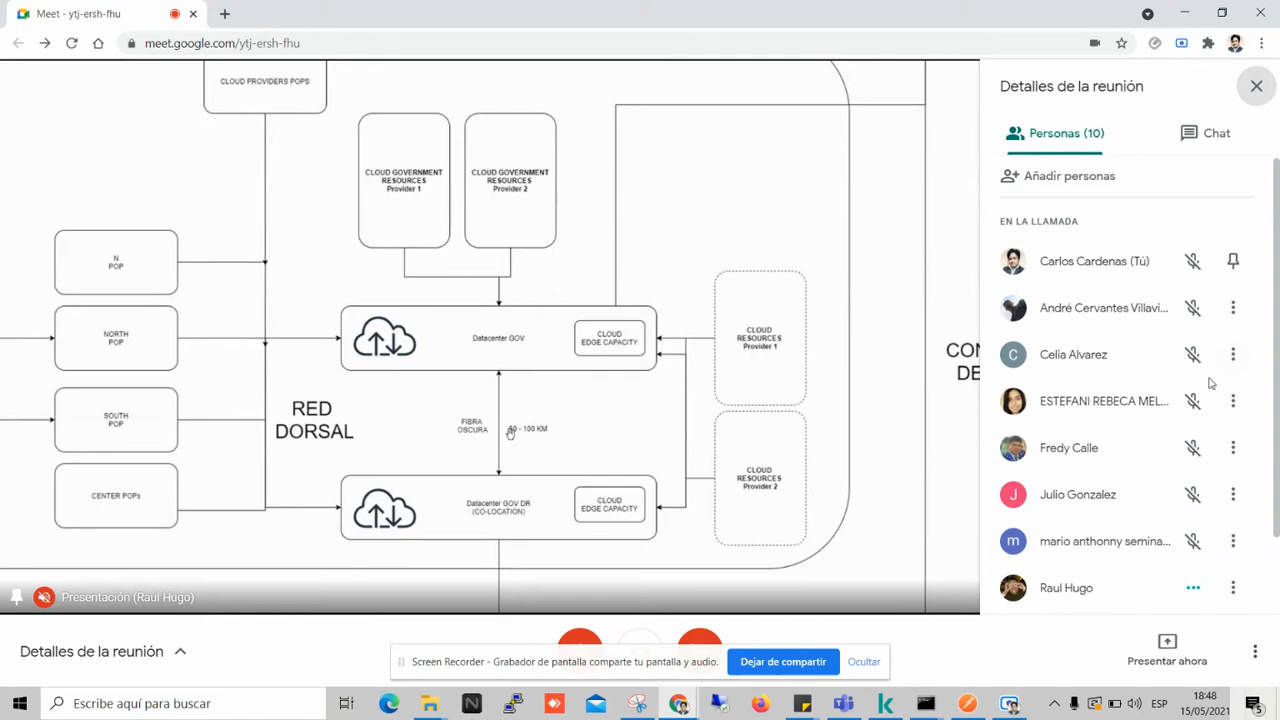 Meet - ytj-ersh-fhu
meet.google.com/ytj-ersh-fhu
CLOUD PROVIDERS POPS
CLOUD GOVERNMENT
RESOURCES
Provider 1
CLOUD GOVERNMENT
RESOURCES
Provider 2
N
POP
NORTH
POP
SOUTH
POP
CENTER POPs
RED
DORSAL
Datacenter GOV
CLOUD
EDGE CAPACITY
FIBRA
OSCURA
- 100 KM
Datacenter GOV DR
(CO-LOCATION)
CLOUD
EDGE CAPACITY
CLOUD
RESOURCES
Provider 1
CLOUD
RESOURCES
Provider 2
CON
DE
Presentación (Raul Hugo)
Detalles de la reunión
Personas (10)
Chat
Añadir personas
EN LA LLAMADA
Carlos Cardenas (Tú)
André Cervantes Villaví...
Celia Alvarez
C
ESTEFANI REBECA MEL...
Fredy Calle
J
Julio Gonzalez
m
mario anthonny semina...
Raul Hugo
Detalles de la reunión
Screen Recorder - Grabador de pantalla comparte tu pantalla y audio.
Dejar de compartir
Ocultar
Presentar ahora
Escribe aquí para buscar
ESP
18:48
15/05/2021
5